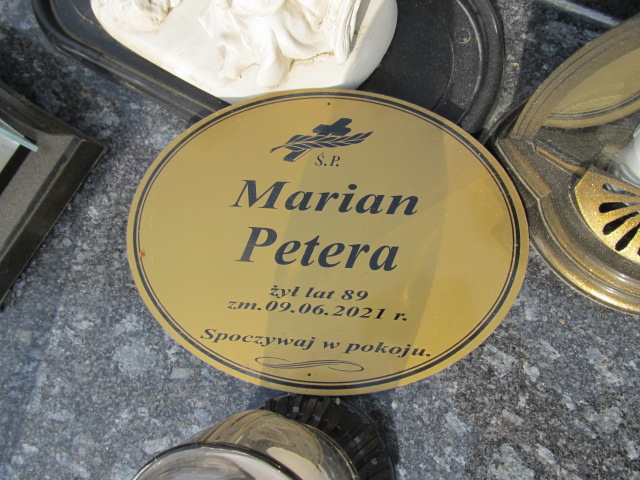 Ś.P.
Marian
Petera
żył lat 89
zm.09.06.2021 r.
Spoczywaj w pokoju.